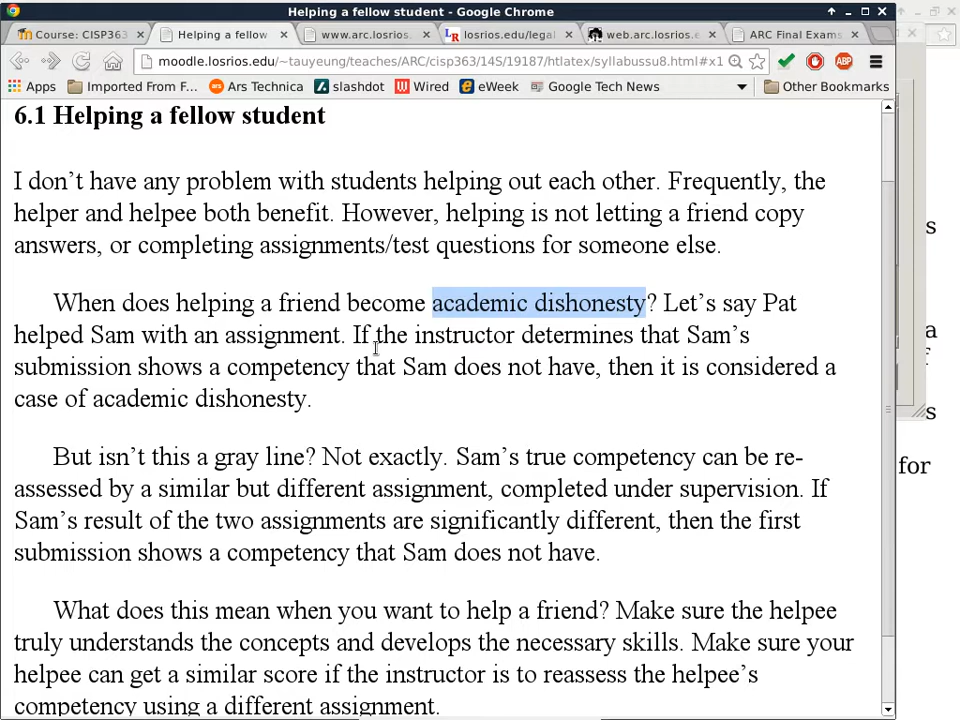 Helping a fellow student - Google Chrome
Course: CISP363
Helping a fellow
www.arc.losrios.
losrios.edu/legal
web.arc.losrios.e
ARC Final Exams
moodle.losrios.edu/~tauyeung/teaches/ARC/cisp363/14S/19187/htlatex/syllabussu8.html#x1
ABP
Apps Imported From F... Ars Technica slashdot Wired eWeek Google Tech News Other Bookmarks
6.1 Helping a fellow student
I don’t have any problem with students helping out each other. Frequently, the
helper and helpee both benefit. However, helping is not letting a friend copy
answers, or completing assignments/test questions for someone else.
When does helping a friend become academic dishonesty? Let’s say Pat
helped Sam with an assignment. If the instructor determines that Sam’s
submission shows a competency that Sam does not have, then it is considered a
case of academic dishonesty.
But isn’t this a gray line? Not exactly. Sam’s true competency can be re-
assessed by a similar but different assignment, completed under supervision. If
Sam’s result of the two assignments are significantly different, then the first
submission shows a competency that Sam does not have.
What does this mean when you want to help a friend? Make sure the helpee
truly understands the concepts and develops the necessary skills. Make sure your
helpee can get a similar score if the instructor is to reassess the helpee’s
competency using a different assignment.
s
a
f
s
for